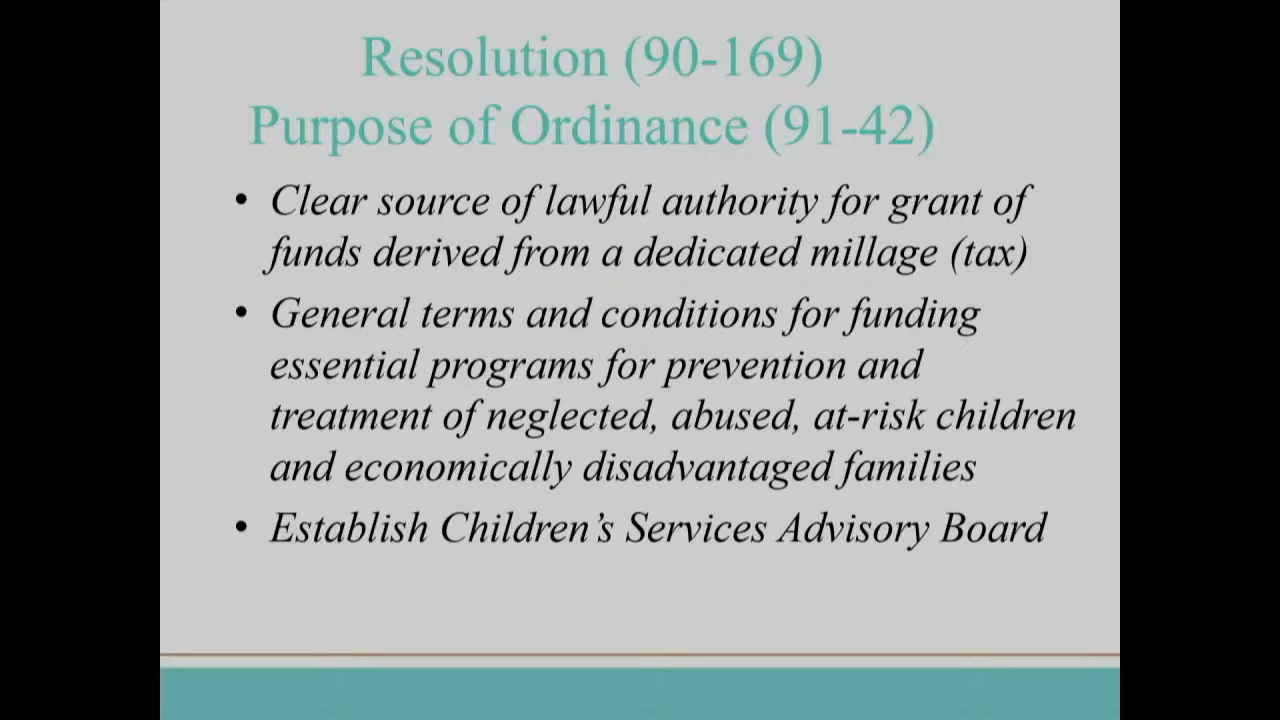 Resolution (90-169)
Purpose of Ordinance (91-42)
• Clear source of lawful authority for grant of
funds derived from a dedicated millage (tax)
• General terms and conditions for funding
essential programs for prevention and
treatment of neglected, abused, at-risk children
and economically disadvantaged families
• Establish Children’s Services Advisory Board